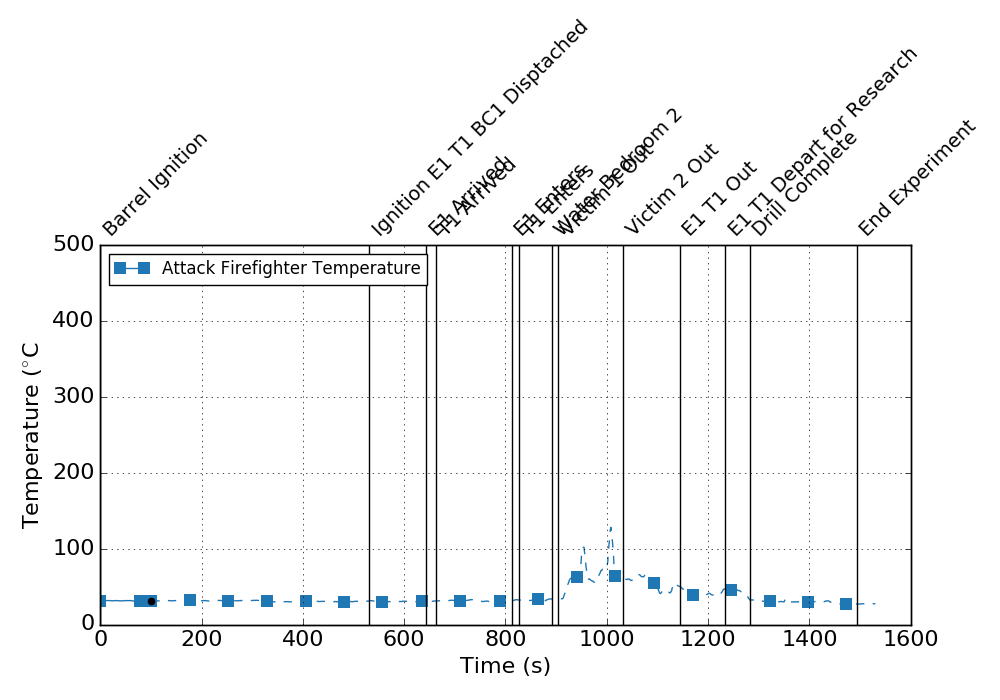 Barrel Ignition
Ignition E1 T1 BC1 Disptached
E1 Arrived
T1 Arrived
E1 Enters
T1 Enters
Water Bedroom 2
Victim 1 Out
Victim 2 Out
E1 T1 Out
E1 T1 Depart for Research
Drill Complete
End Experiment
Attack Firefighter Temperature
Temperature (°C
500
400
300
200
100
0
0 200 400 600 800 1000 1200 1400 1600
Time (s)